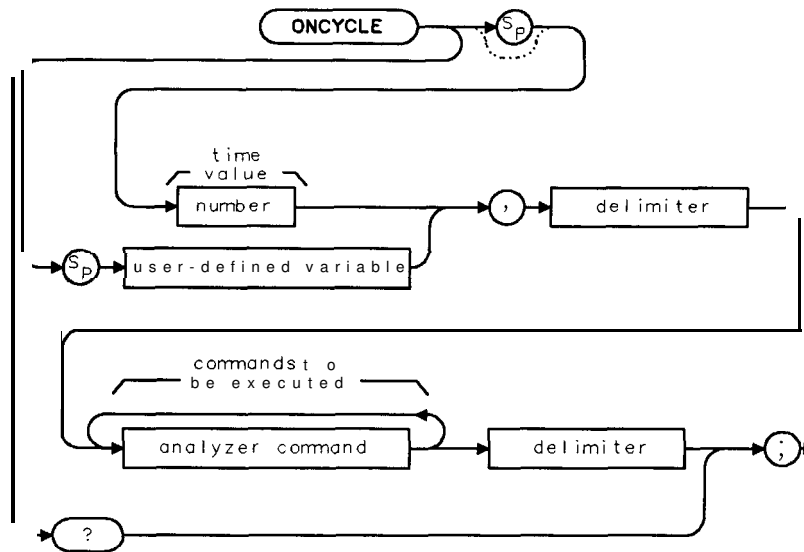 ONCYCLE
Sp
time
value
number
,
delimiter
Sp
user-defined variable
commands to
be executed
analyzer command
delimiter
;
?